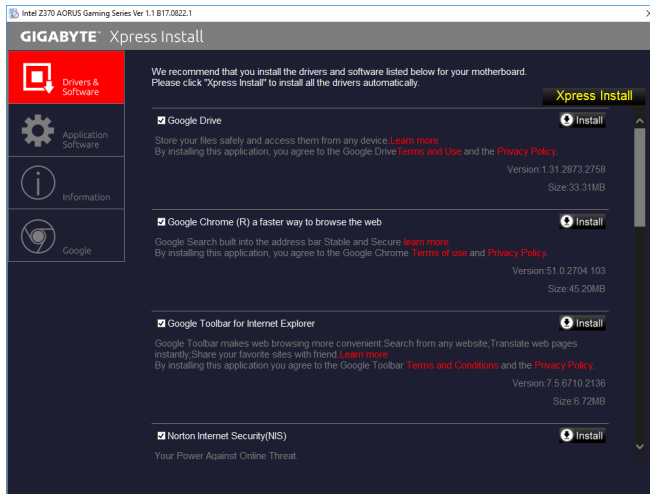 Intel Z370 AORUS Gaming Series Ver 1.1 B17.0822.1
GIGABYTE™ Xpress Install
Drivers &
Software
Application
Software
Information
Google
We recommend that you install the drivers and software listed below for your motherboard.
Please click "Xpress Install" to install all the drivers automatically.
Xpress Install
Google Drive
Install
Store your files safely and access them from any device.Learn more
By installing this application, you agree to the Google DriveTerms and Use and the Privacy Policy.
Version:1.31.2873.2758
Size:33.31MB
Google Chrome (R) a faster way to browse the web
Install
Google Search built into the address bar Stable and Secure learn more
By installing this application, you agree to the Google Chrome Terms of use and Privacy Policy.
Version:51.0.2704.103
Size:45.20MB
Google Toolbar for Internet Explorer
Install
Google Toolbar makes web browsing more convenient.Search from any website;Translate web pages
instantly;Share your favorite sites with friend.Learn more
By installing this application you agree to the Google Toolbar Terms and Conditions and the Privacy Policy.
Version:7.5.6710.2136
Size:6.72MB
Norton Internet Security(NIS)
Install
Your Power Against Online Threat.